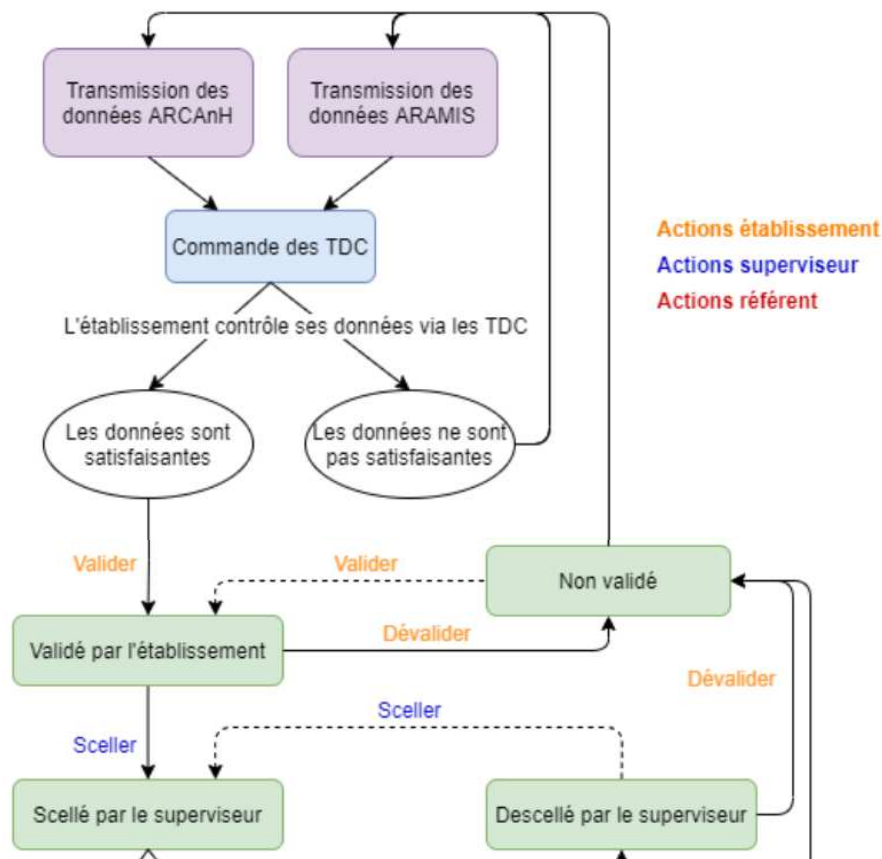 Transmission des
données ARCAnH
Transmission des
données ARAMIS
Commande des TDC
Actions établissement
Actions superviseur
Actions référent
L'établissement contrôle ses données via les TDC
Les données sont
satisfaisantes
Les données ne sont
pas satisfaisantes
Valider
Valider
Non validé
Validé par l'établissement
Dévalider
Dévalider
Sceller
Sceller
Scellé par le superviseur
Descellé par le superviseur